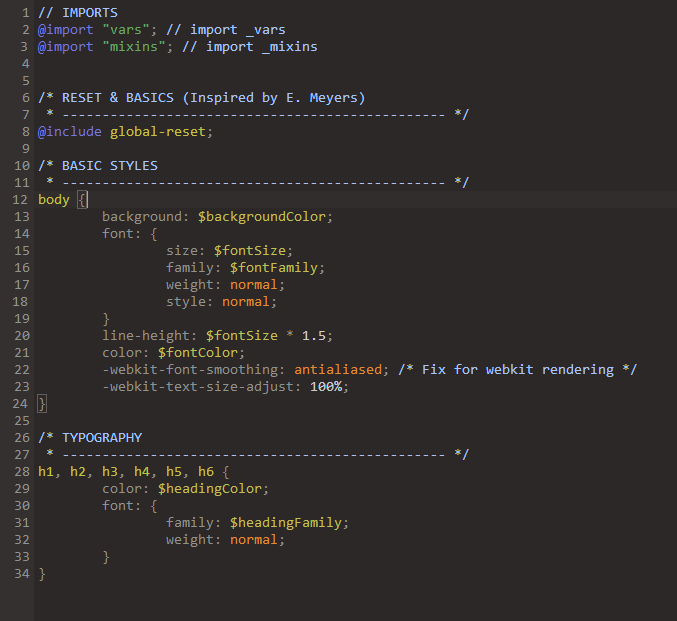 1 // IMPORTS
2 @import "vars"; // import _vars
3 @import "mixins"; // import _mixins
4
5
6 /* RESET & BASICS (Inspired by E. Meyers)
7  * ------------------------------------------------ */
8 @include global-reset;
9
10 /* BASIC STYLES
11  * ------------------------------------------------ */
12 body {
13         background: $backgroundColor;
14         font: {
15                 size: $fontSize;
16                 family: $fontFamily;
17                 weight: normal;
18                 style: normal;
19         }
20         line-height: $fontSize * 1.5;
21         color: $fontColor;
22         -webkit-font-smoothing: antialiased; /* Fix for webkit rendering */
23         -webkit-text-size-adjust: 100%;
24 }
25
26 /* TYPOGRAPHY
27  * ------------------------------------------------ */
28 h1, h2, h3, h4, h5, h6 {
29         color: $headingColor;
30         font: {
31                 family: $headingFamily;
32                 weight: normal;
33         }
34 }